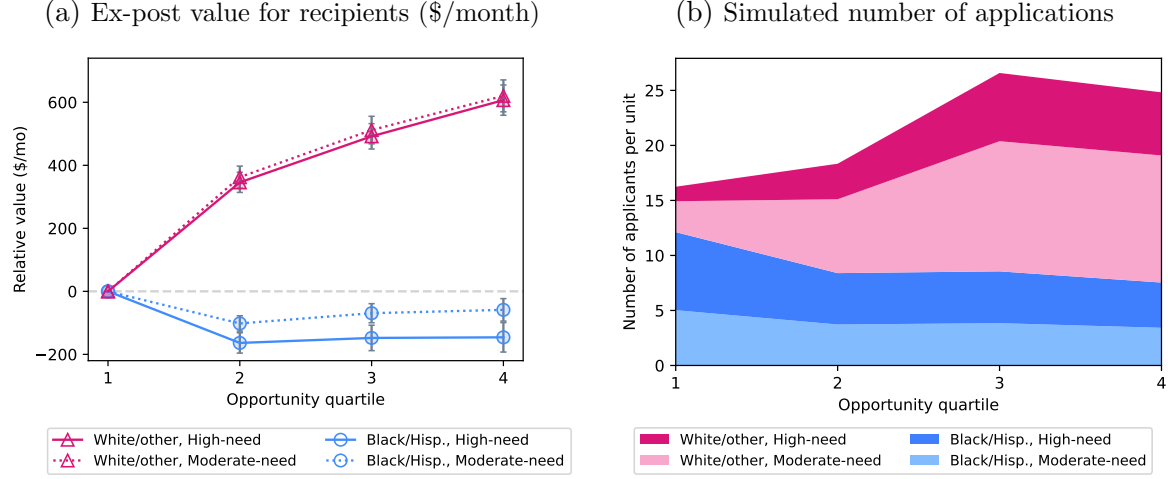 (a) Ex-post value for recipients ($/month)
600
400
200
0
−200
Relative value ($/mo)
1 2 3 4
Opportunity quartile
White/other, High-need
White/other, Moderate-need
Black/Hisp., High-need
Black/Hisp., Moderate-need
(b) Simulated number of applications
25
20
15
10
5
0
Number of applicants per unit
1 2 3 4
Opportunity quartile
White/other, High-need
White/other, Moderate-need
Black/Hisp., High-need
Black/Hisp., Moderate-need